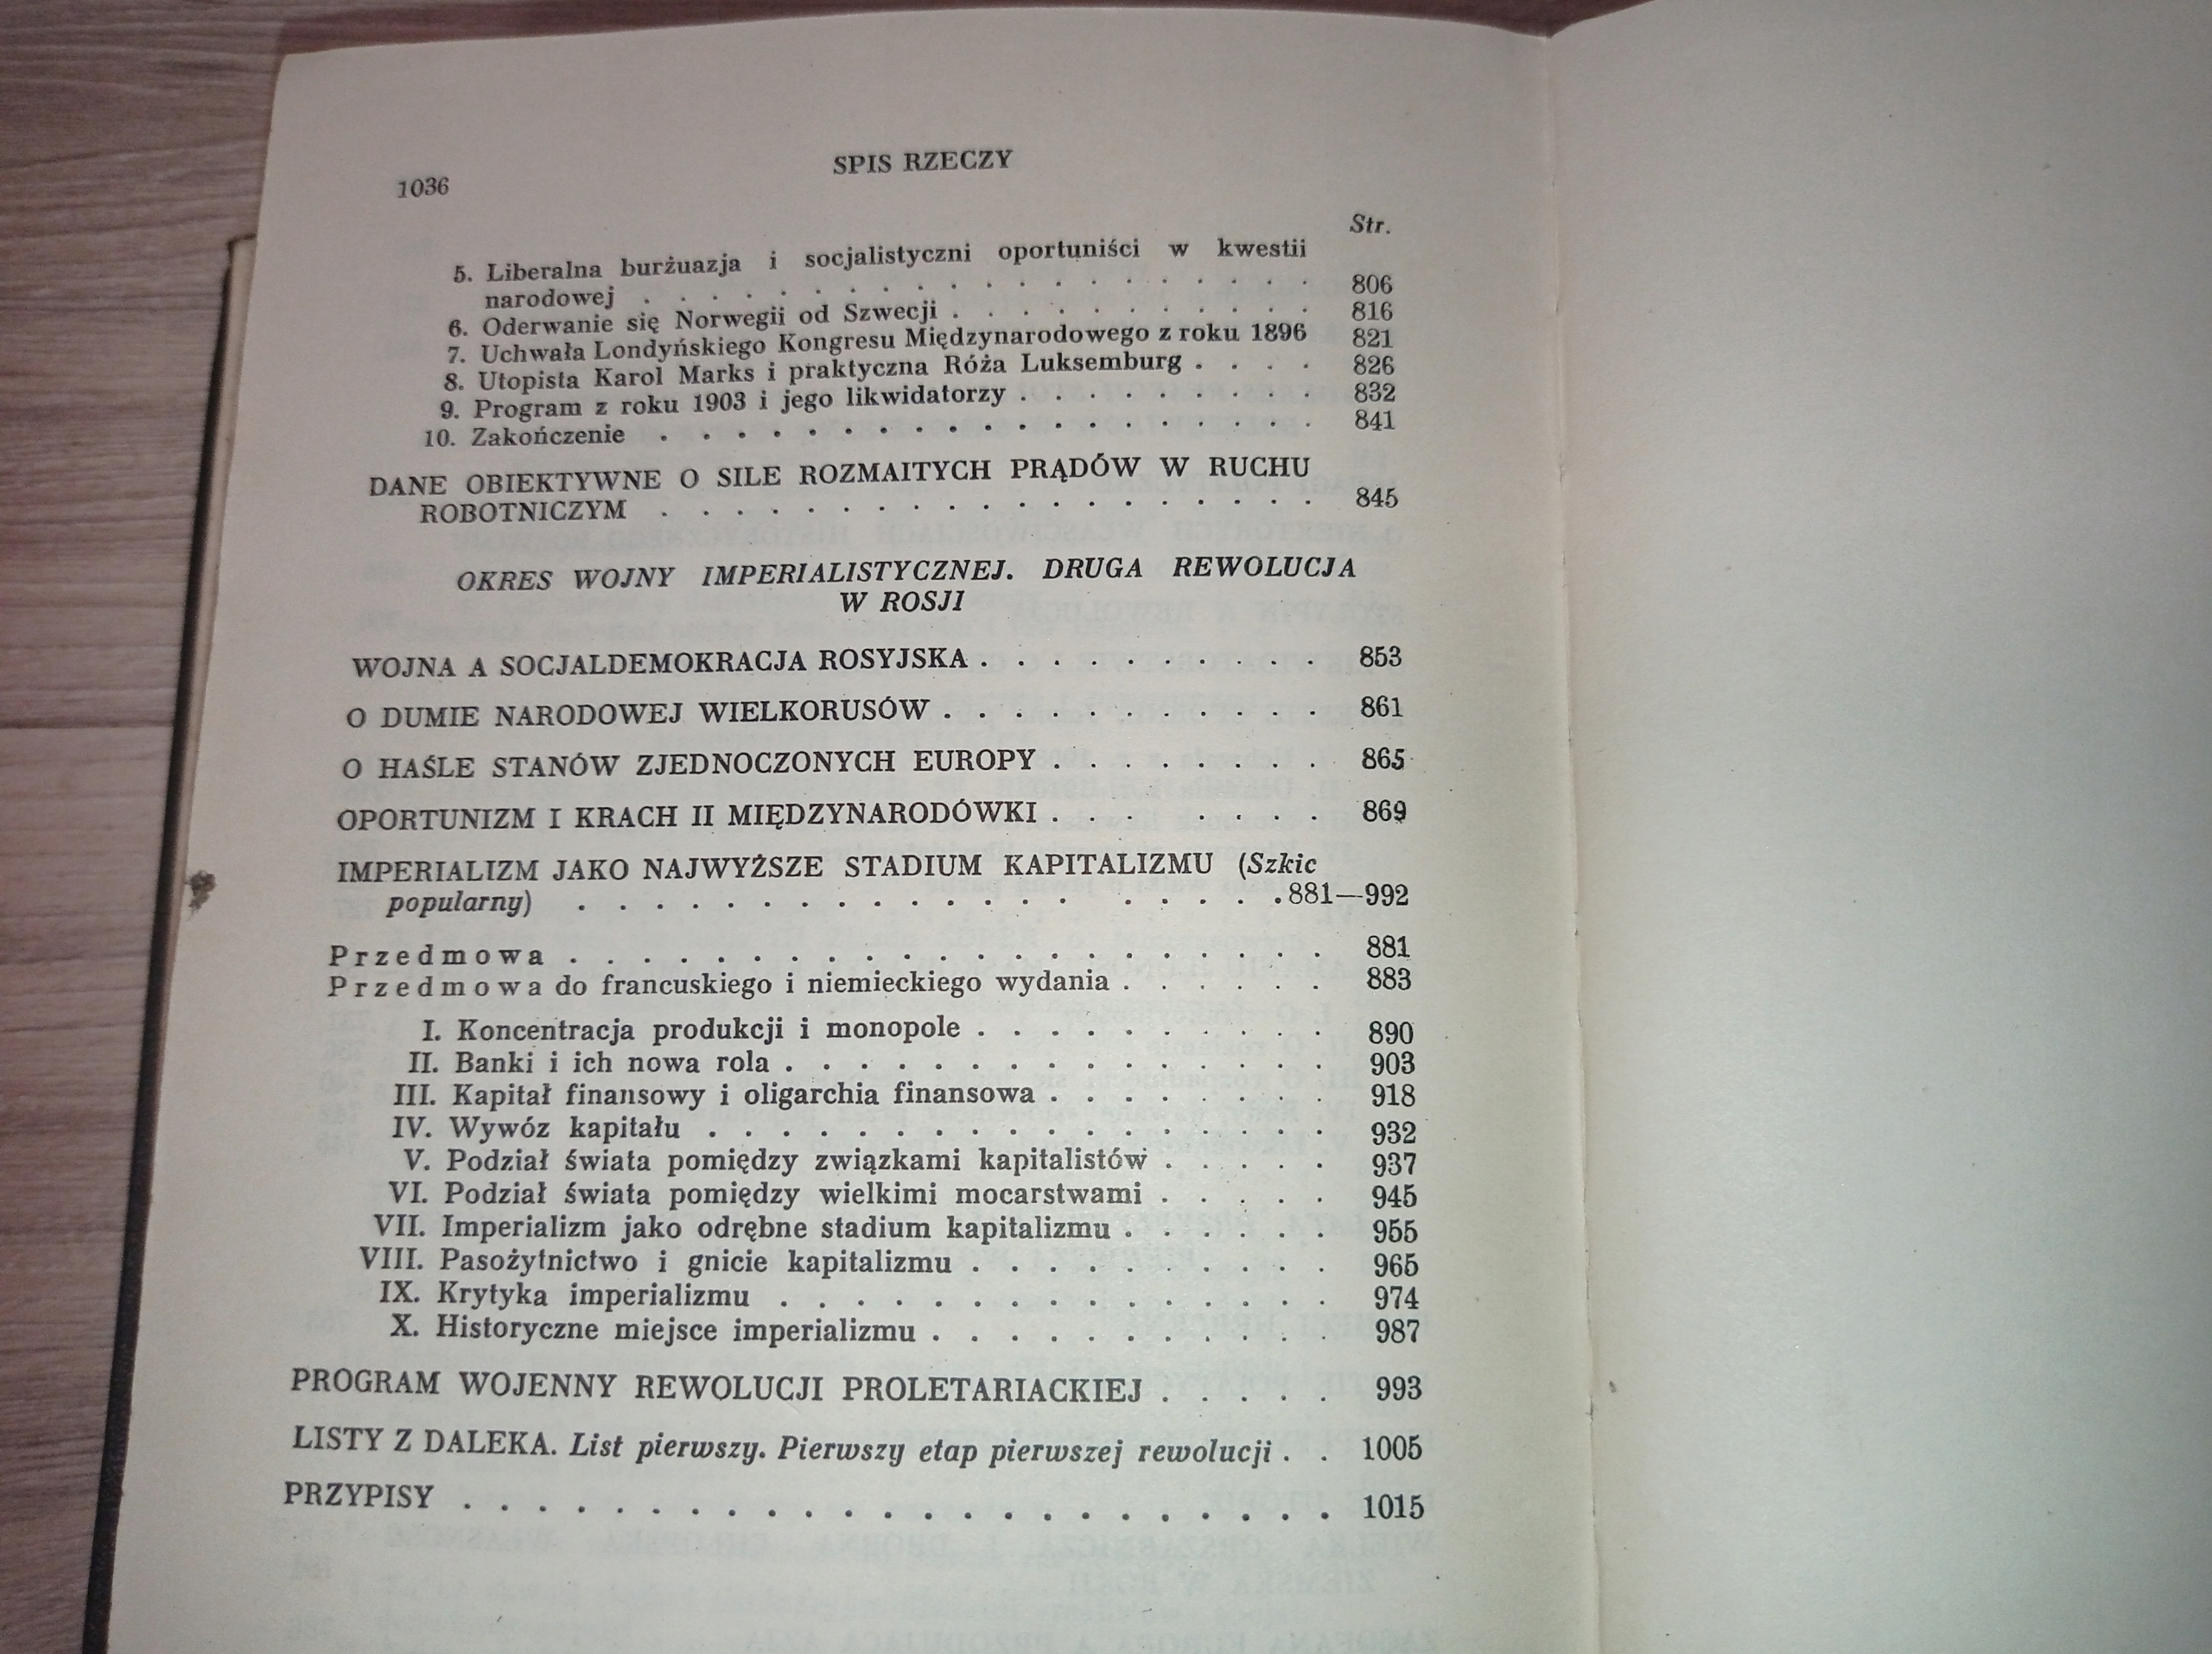 1036
SPIS RZECZY
Str.
5. Liberalna burżuazja i socjalistyczni oportuniści w kwestii
narodowej . . . . . . . . . . . . . . . . . . 806
6. Oderwanie się Norwegii od Szwecji . . . . . . . . . . 816
7. Uchwała Londyńskiego Kongresu Międzynarodowego z roku 1896 821
8. Utopista Karol Marks i praktyczna Róża Luksemburg . . . . 826
9. Program z roku 1903 i jego likwidatorzy . . . . . . . . . 832
10. Zakończenie . . . . . . . . . . . . . . . . . . . 841
DANE OBIEKTYWNE O SILE ROZMAITYCH PRĄDÓW W RUCHU
ROBOTNICZYM . . . . . . . . . . . . . . . . . . 845
OKRES WOJNY IMPERIALISTYCZNEJ. DRUGA REWOLUCJA
W ROSJI
WOJNA A SOCJALDEMOKRACJA ROSYJSKA . . . . . . . . . . 853
O DUMIE NARODOWEJ WIELKORUSÓW . . . . . . . . . . . 861
O HAŚLE STANÓW ZJEDNOCZONYCH EUROPY . . . . . . . . 865
OPORTUNIZM I KRACH II MIĘDZYNARODÓWKI . . . . . . . . 869
IMPERIALIZM JAKO NAJWYŻSZE STADIUM KAPITALIZMU (Szkic
popularny) . . . . . . . . . . . . . . . . . . . 881—992
Przedmowa . . . . . . . . . . . . . . . . . . . . . 881
Przedmowa do francuskiego i niemieckiego wydania . . . . . . 883
I. Koncentracja produkcji i monopole . . . . . . . . . . 890
II. Banki i ich nowa rola . . . . . . . . . . . . . . . 903
III. Kapitał finansowy i oligarchia finansowa . . . . . . . . 918
IV. Wywóz kapitału . . . . . . . . . . . . . . . . . 932
V. Podział świata pomiędzy związkami kapitalistów . . . . . 937
VI. Podział świata pomiędzy wielkimi mocarstwami . . . . . 945
VII. Imperializm jako odrębne stadium kapitalizmu . . . . . . 955
VIII. Pasożytnictwo i gnicie kapitalizmu . . . . . . . . . . 965
IX. Krytyka imperializmu . . . . . . . . . . . . . . . 974
X. Historyczne miejsce imperializmu . . . . . . . . . . . 987
PROGRAM WOJENNY REWOLUCJI PROLETARIACKIEJ . . . . . 993
LISTY Z DALEKA. List pierwszy. Pierwszy etap pierwszej rewolucji . . 1005
PRZYPISY . . . . . . . . . . . . . . . . . . . . . . . 1015